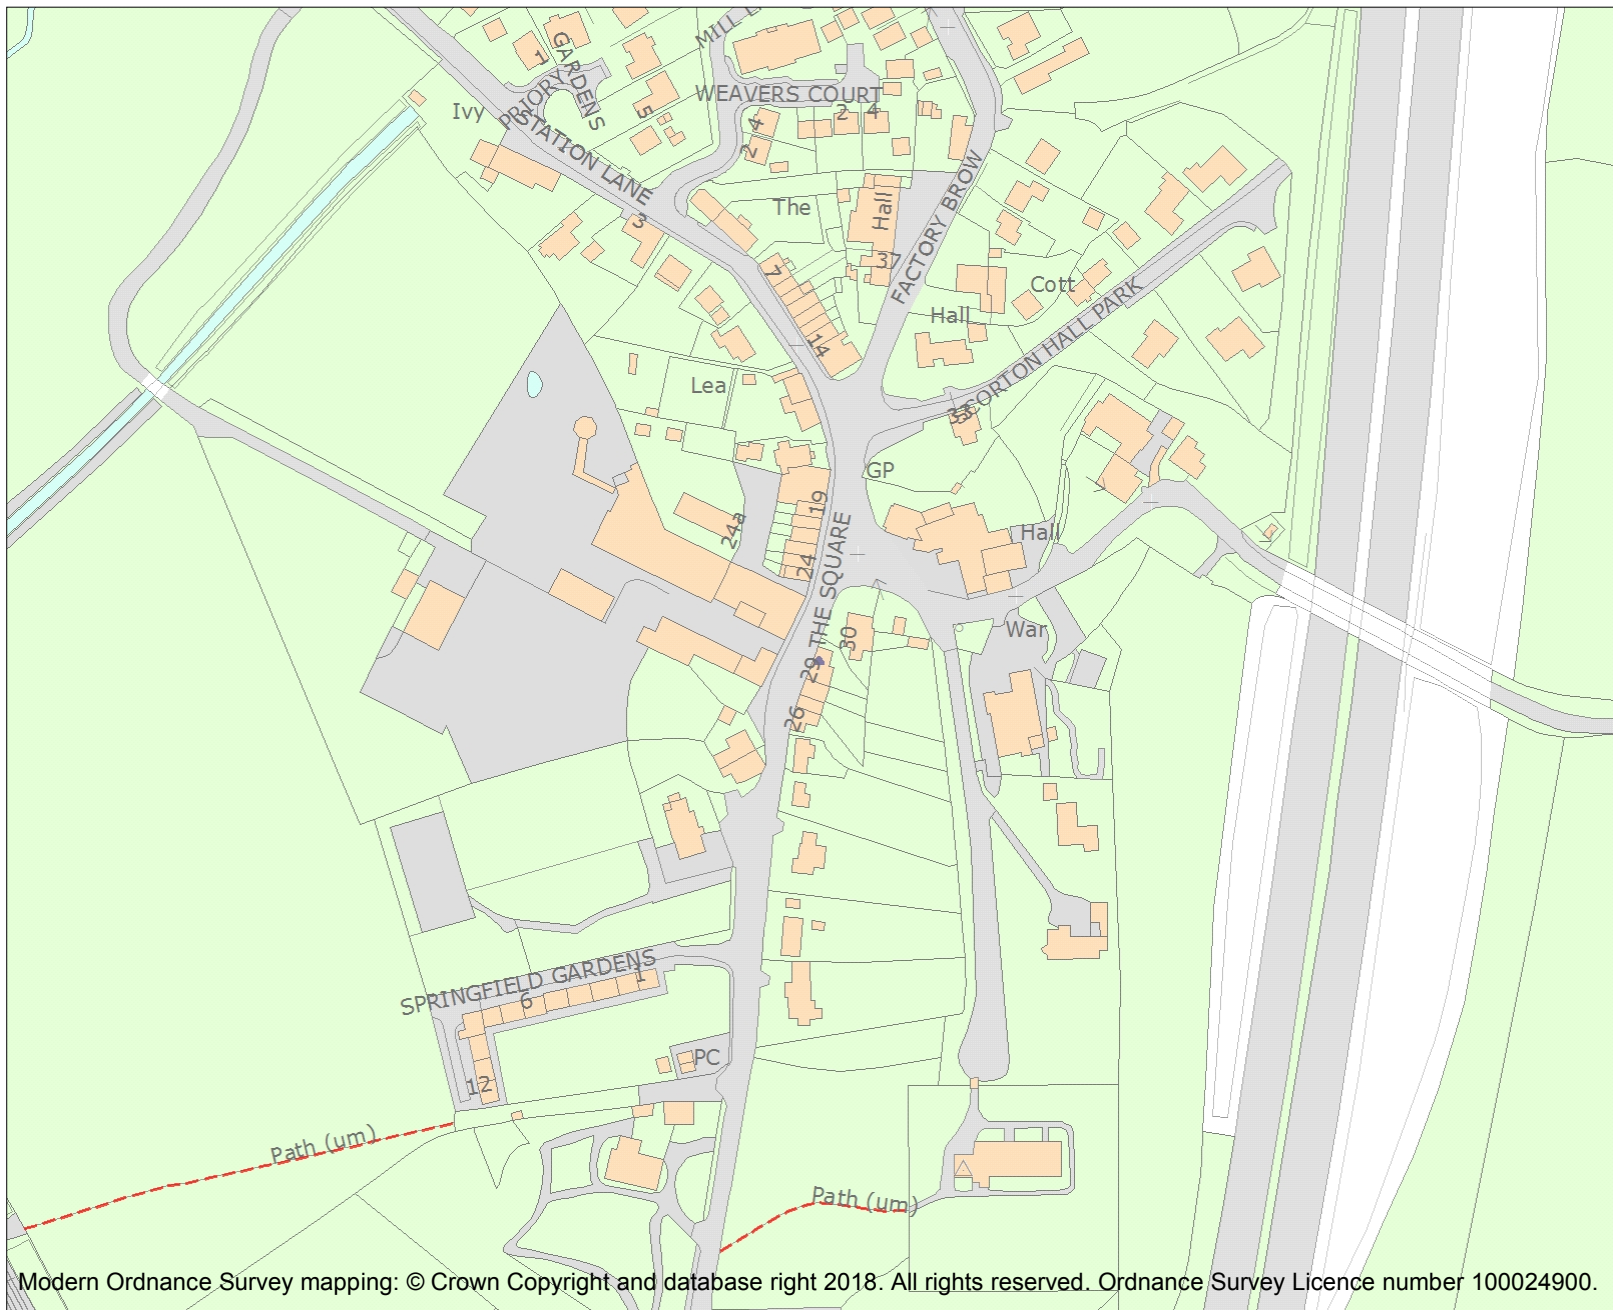 MILL
GARDENS
1
PRIORY
Ivy
STATION LANE
5
WEAVERS COURT
4
2
2
4
3
The
Hall
FACTORY BROW
37
7
14
Cott
Hall
SCORTON HALL PARK
33
Lea
GP
19
24a
24
THE SQUARE
Hall
War
30
29
26
SPRINGFIELD GARDENS
1
6
12
PC
Path (um)
Path (um)
Modern Ordnance Survey mapping: © Crown Copyright and database right 2018. All rights reserved. Ordnance Survey Licence number 100024900.